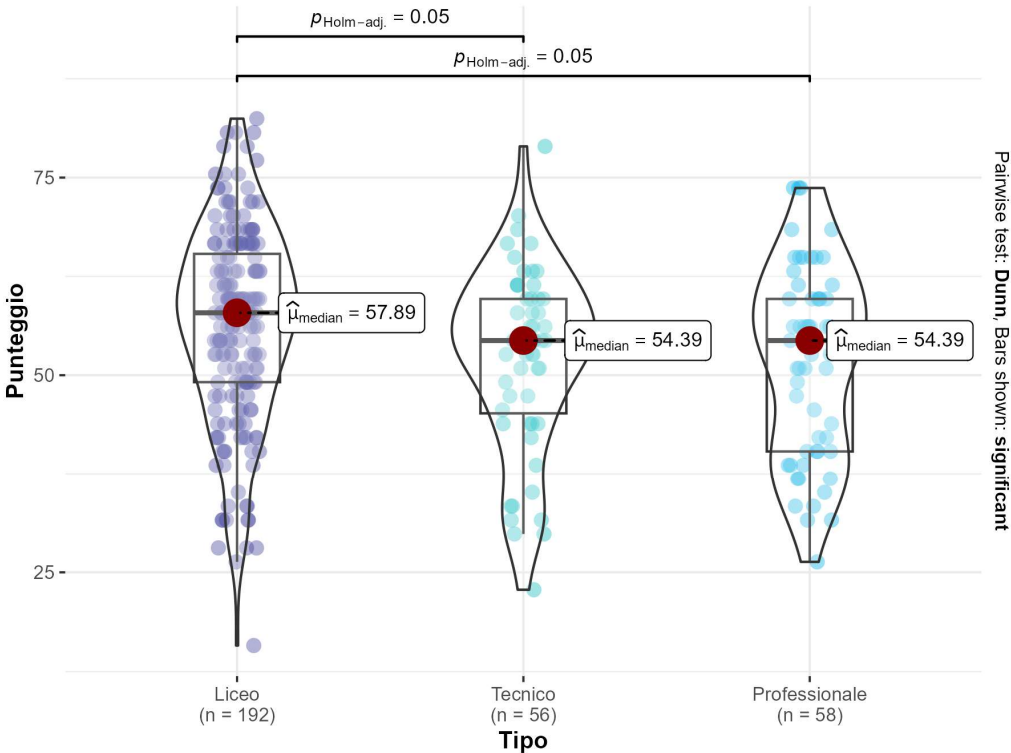 pHolm−adj. = 0.05
pHolm−adj. = 0.05
75
50
25
Punteggio
μ̂median = 57.89
μ̂median = 54.39
μ̂median = 54.39
Liceo
(n = 192)
Tecnico
(n = 56)
Professionale
(n = 58)
Tipo
Pairwise test: Dunn, Bars shown: significant